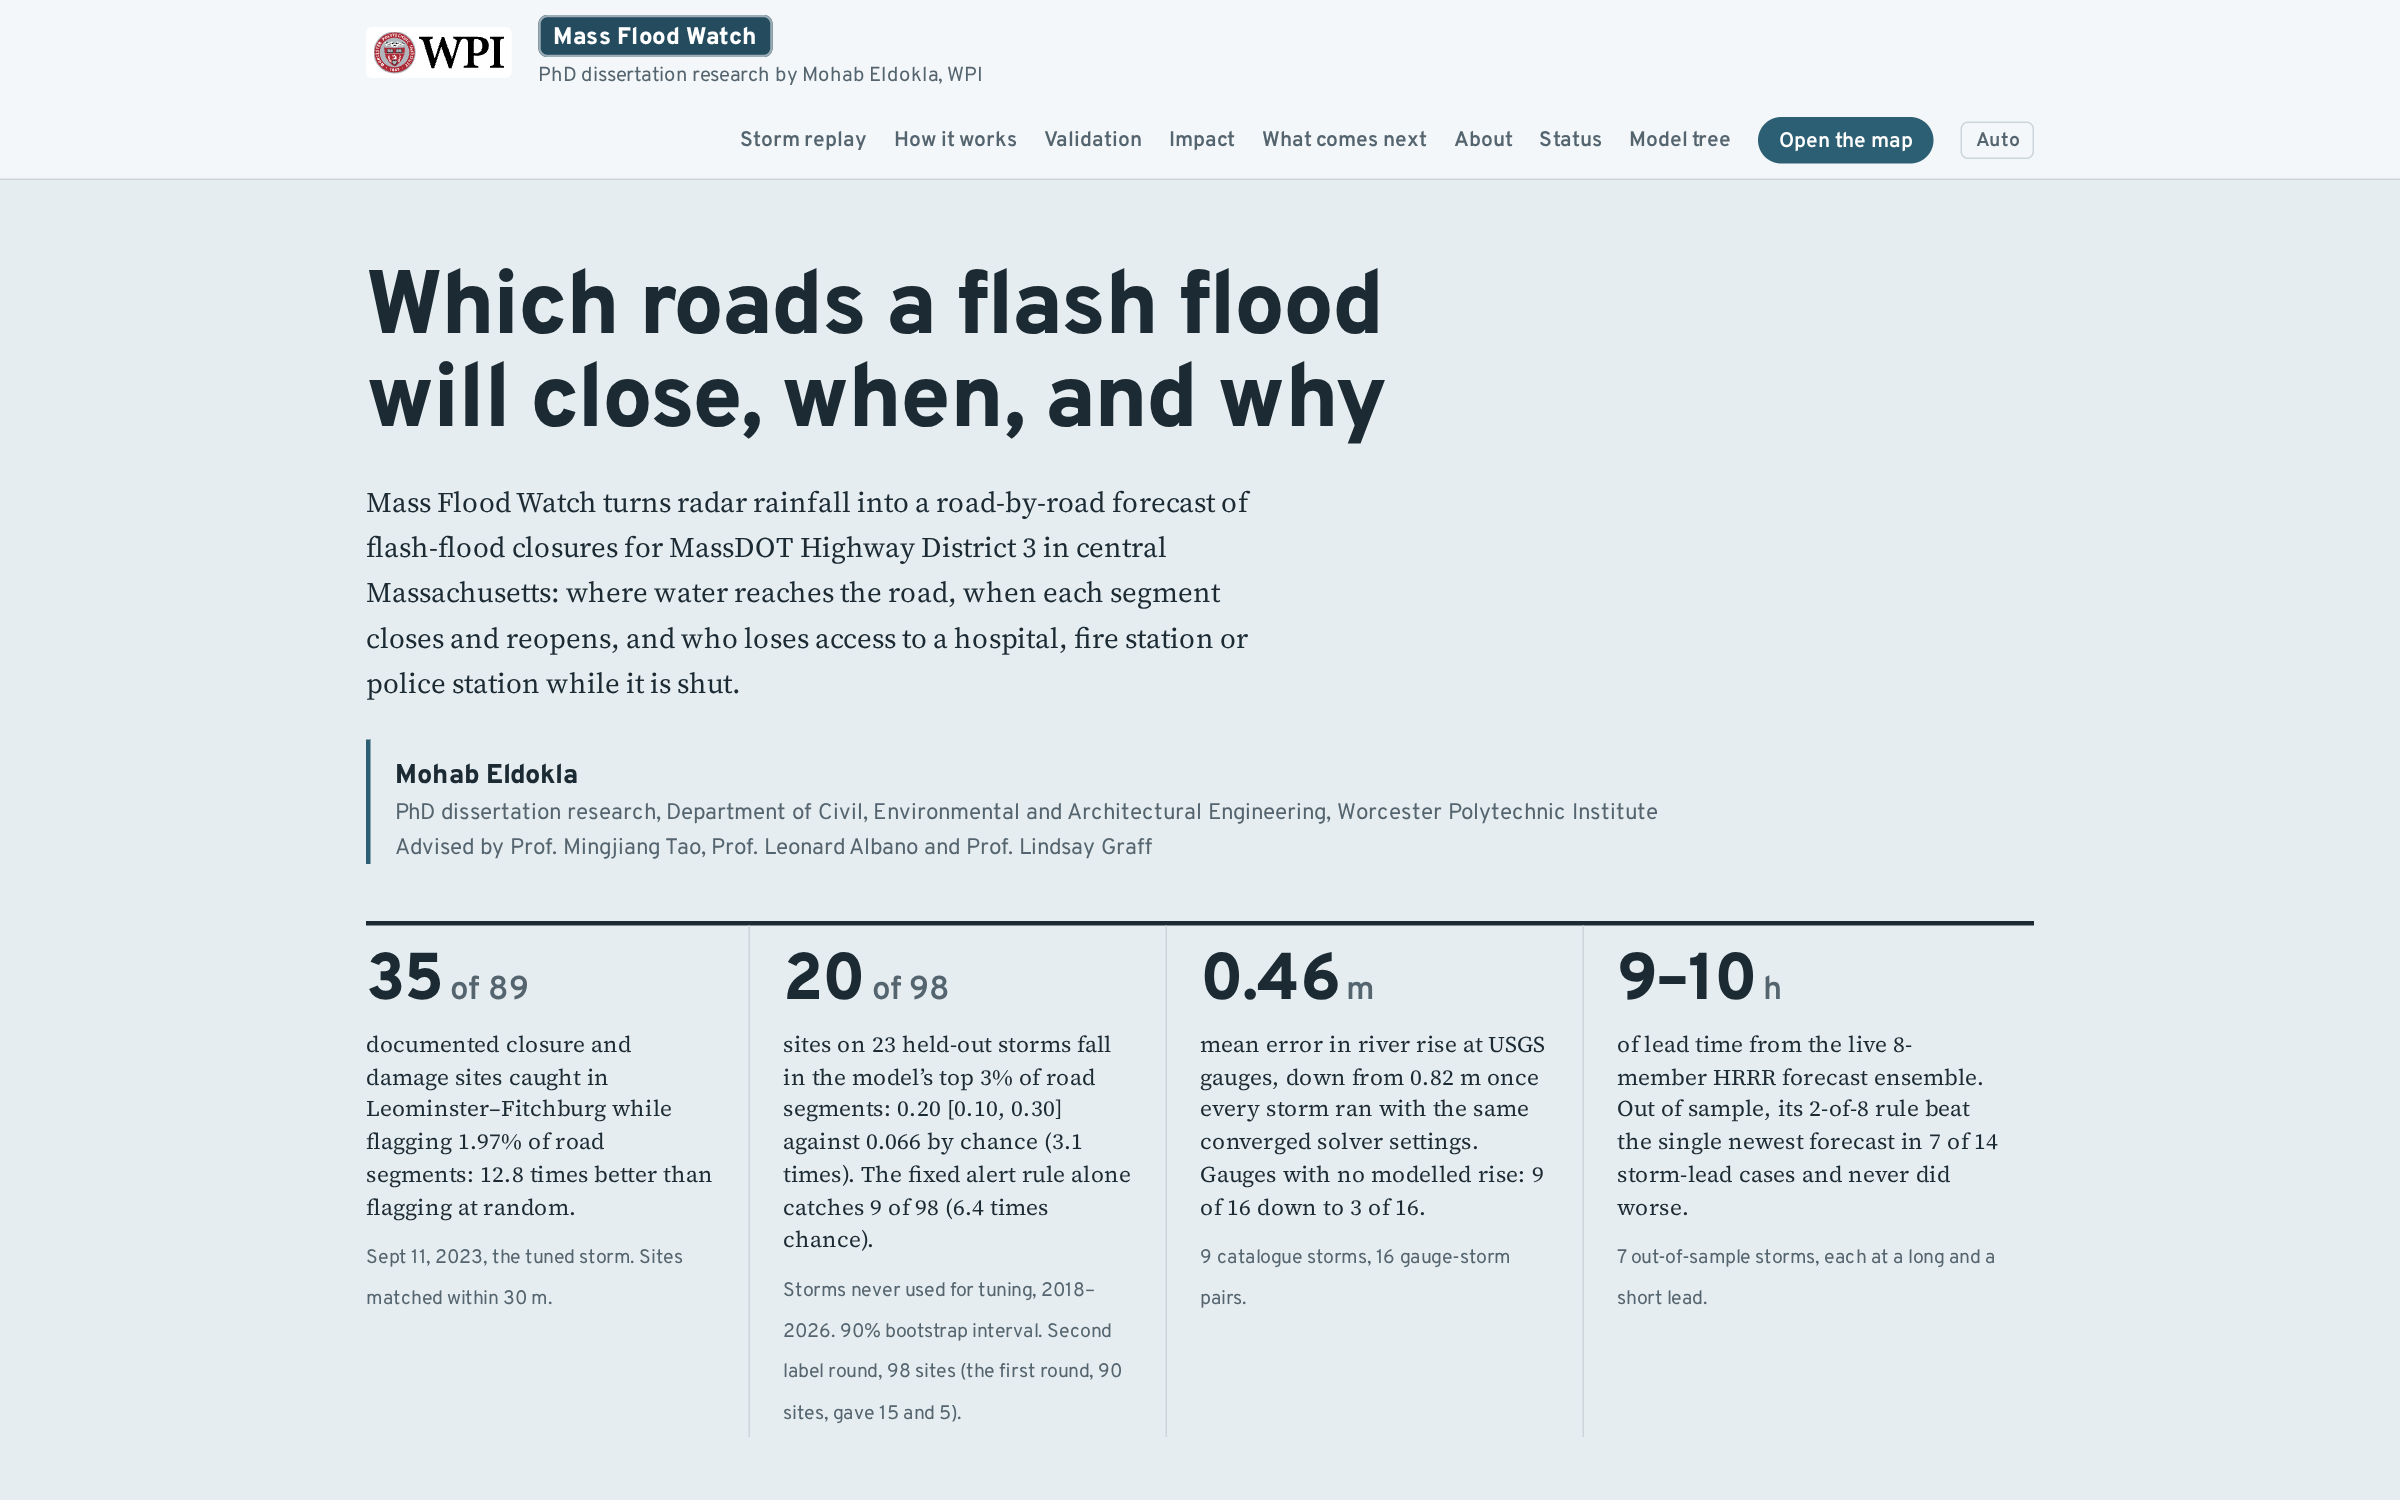 WPI
Mass Flood Watch
PhD dissertation research by Mohab Eldokla, WPI
Storm replay How it works Validation Impact What comes next About Status Model tree Open the map Auto
Which roads a flash flood
will close, when, and why
Mass Flood Watch turns radar rainfall into a road-by-road forecast of
flash-flood closures for MassDOT Highway District 3 in central
Massachusetts: where water reaches the road, when each segment
closes and reopens, and who loses access to a hospital, fire station or
police station while it is shut.
Mohab Eldokla
PhD dissertation research, Department of Civil, Environmental and Architectural Engineering, Worcester Polytechnic Institute
Advised by Prof. Mingjiang Tao, Prof. Leonard Albano and Prof. Lindsay Graff
35 of 89
documented closure and
damage sites caught in
Leominster–Fitchburg while
flagging 1.97% of road
segments: 12.8 times better than
flagging at random.
Sept 11, 2023, the tuned storm. Sites
matched within 30 m.
20 of 98
sites on 23 held-out storms fall
in the model’s top 3% of road
segments: 0.20 [0.10, 0.30]
against 0.066 by chance (3.1
times). The fixed alert rule alone
catches 9 of 98 (6.4 times
chance).
Storms never used for tuning, 2018–
2026. 90% bootstrap interval. Second
label round, 98 sites (the first round, 90
sites, gave 15 and 5).
0.46 m
mean error in river rise at USGS
gauges, down from 0.82 m once
every storm ran with the same
converged solver settings.
Gauges with no modelled rise: 9
of 16 down to 3 of 16.
9 catalogue storms, 16 gauge-storm
pairs.
9–10 h
of lead time from the live 8-
member HRRR forecast ensemble.
Out of sample, its 2-of-8 rule beat
the single newest forecast in 7 of 14
storm-lead cases and never did
worse.
7 out-of-sample storms, each at a long and a
short lead.